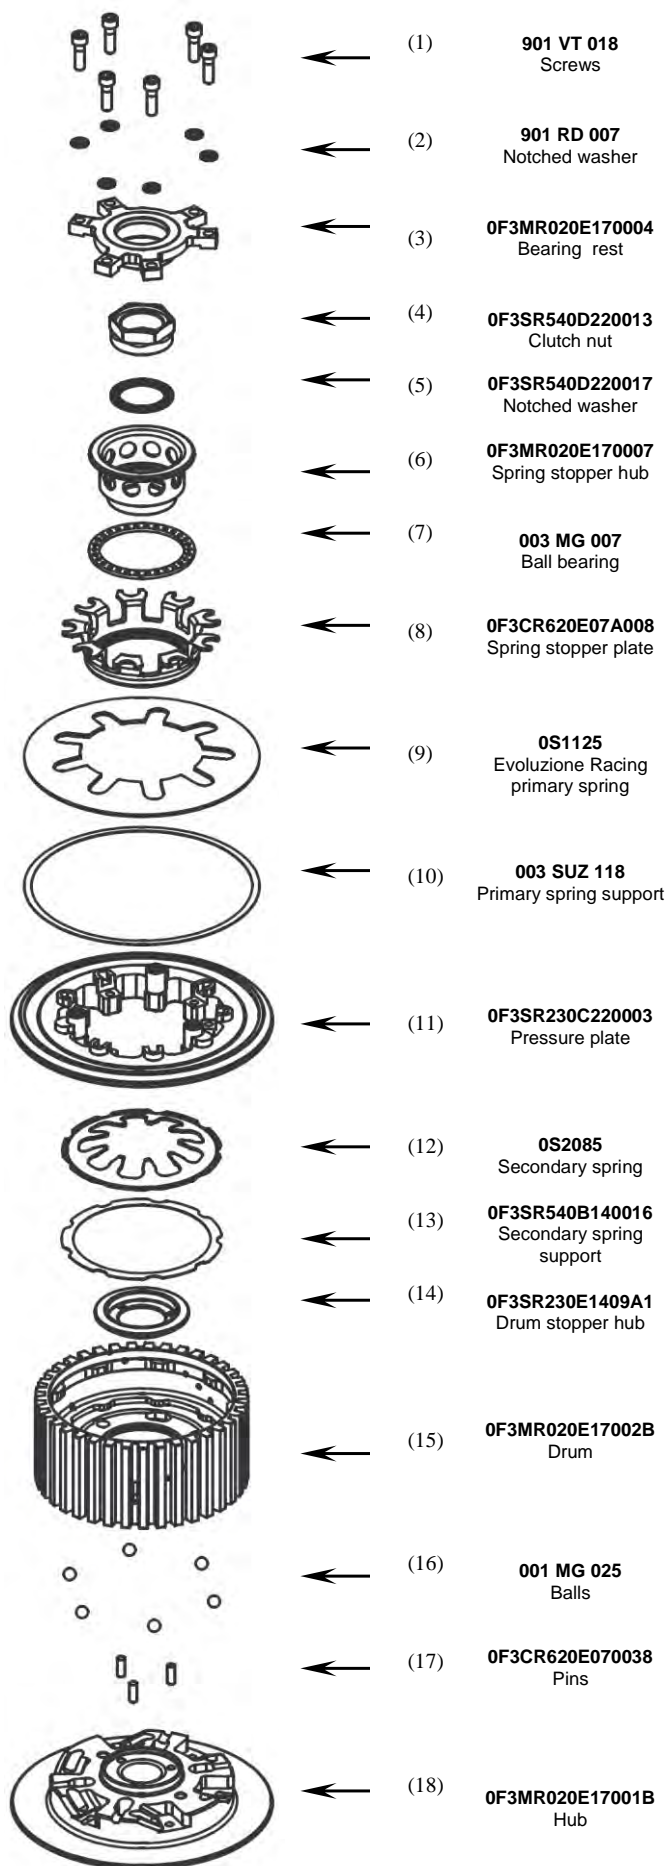 (1) 901 VT 018
Screws
(2) 901 RD 007
Notched washer
(3) 0F3MR020E170004
Bearing rest
(4) 0F3SR540D220013
Clutch nut
(5) 0F3SR540D220017
Notched washer
(6) 0F3MR020E170007
Spring stopper hub
(7) 003 MG 007
Ball bearing
(8) 0F3CR620E07A008
Spring stopper plate
(9) 0S1125
Evoluzione Racing
primary spring
(10) 003 SUZ 118
Primary spring support
(11) 0F3SR230C220003
Pressure plate
(12) 0S2085
Secondary spring
(13) 0F3SR540B140016
Secondary spring
support
(14) 0F3SR230E1409A1
Drum stopper hub
(15) 0F3MR020E17002B
Drum
(16) 001 MG 025
Balls
(17) 0F3CR620E070038
Pins
(18) 0F3MR020E17001B
Hub